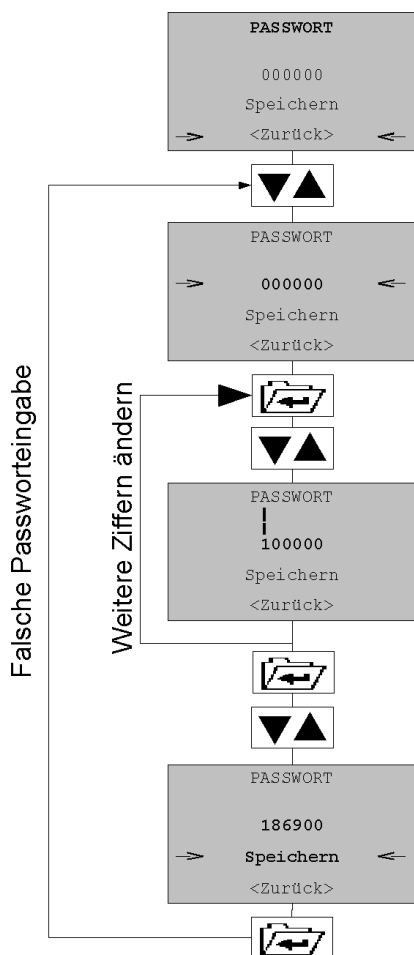 PASSWORT
000000
Speichern
<Zurück>
PASSWORT
000000
Speichern
<Zurück>
PASSWORT
100000
Speichern
<Zurück>
PASSWORT
186900
Speichern
<Zurück>
Falsche Passworteingabe
Weitere Ziffern ändern